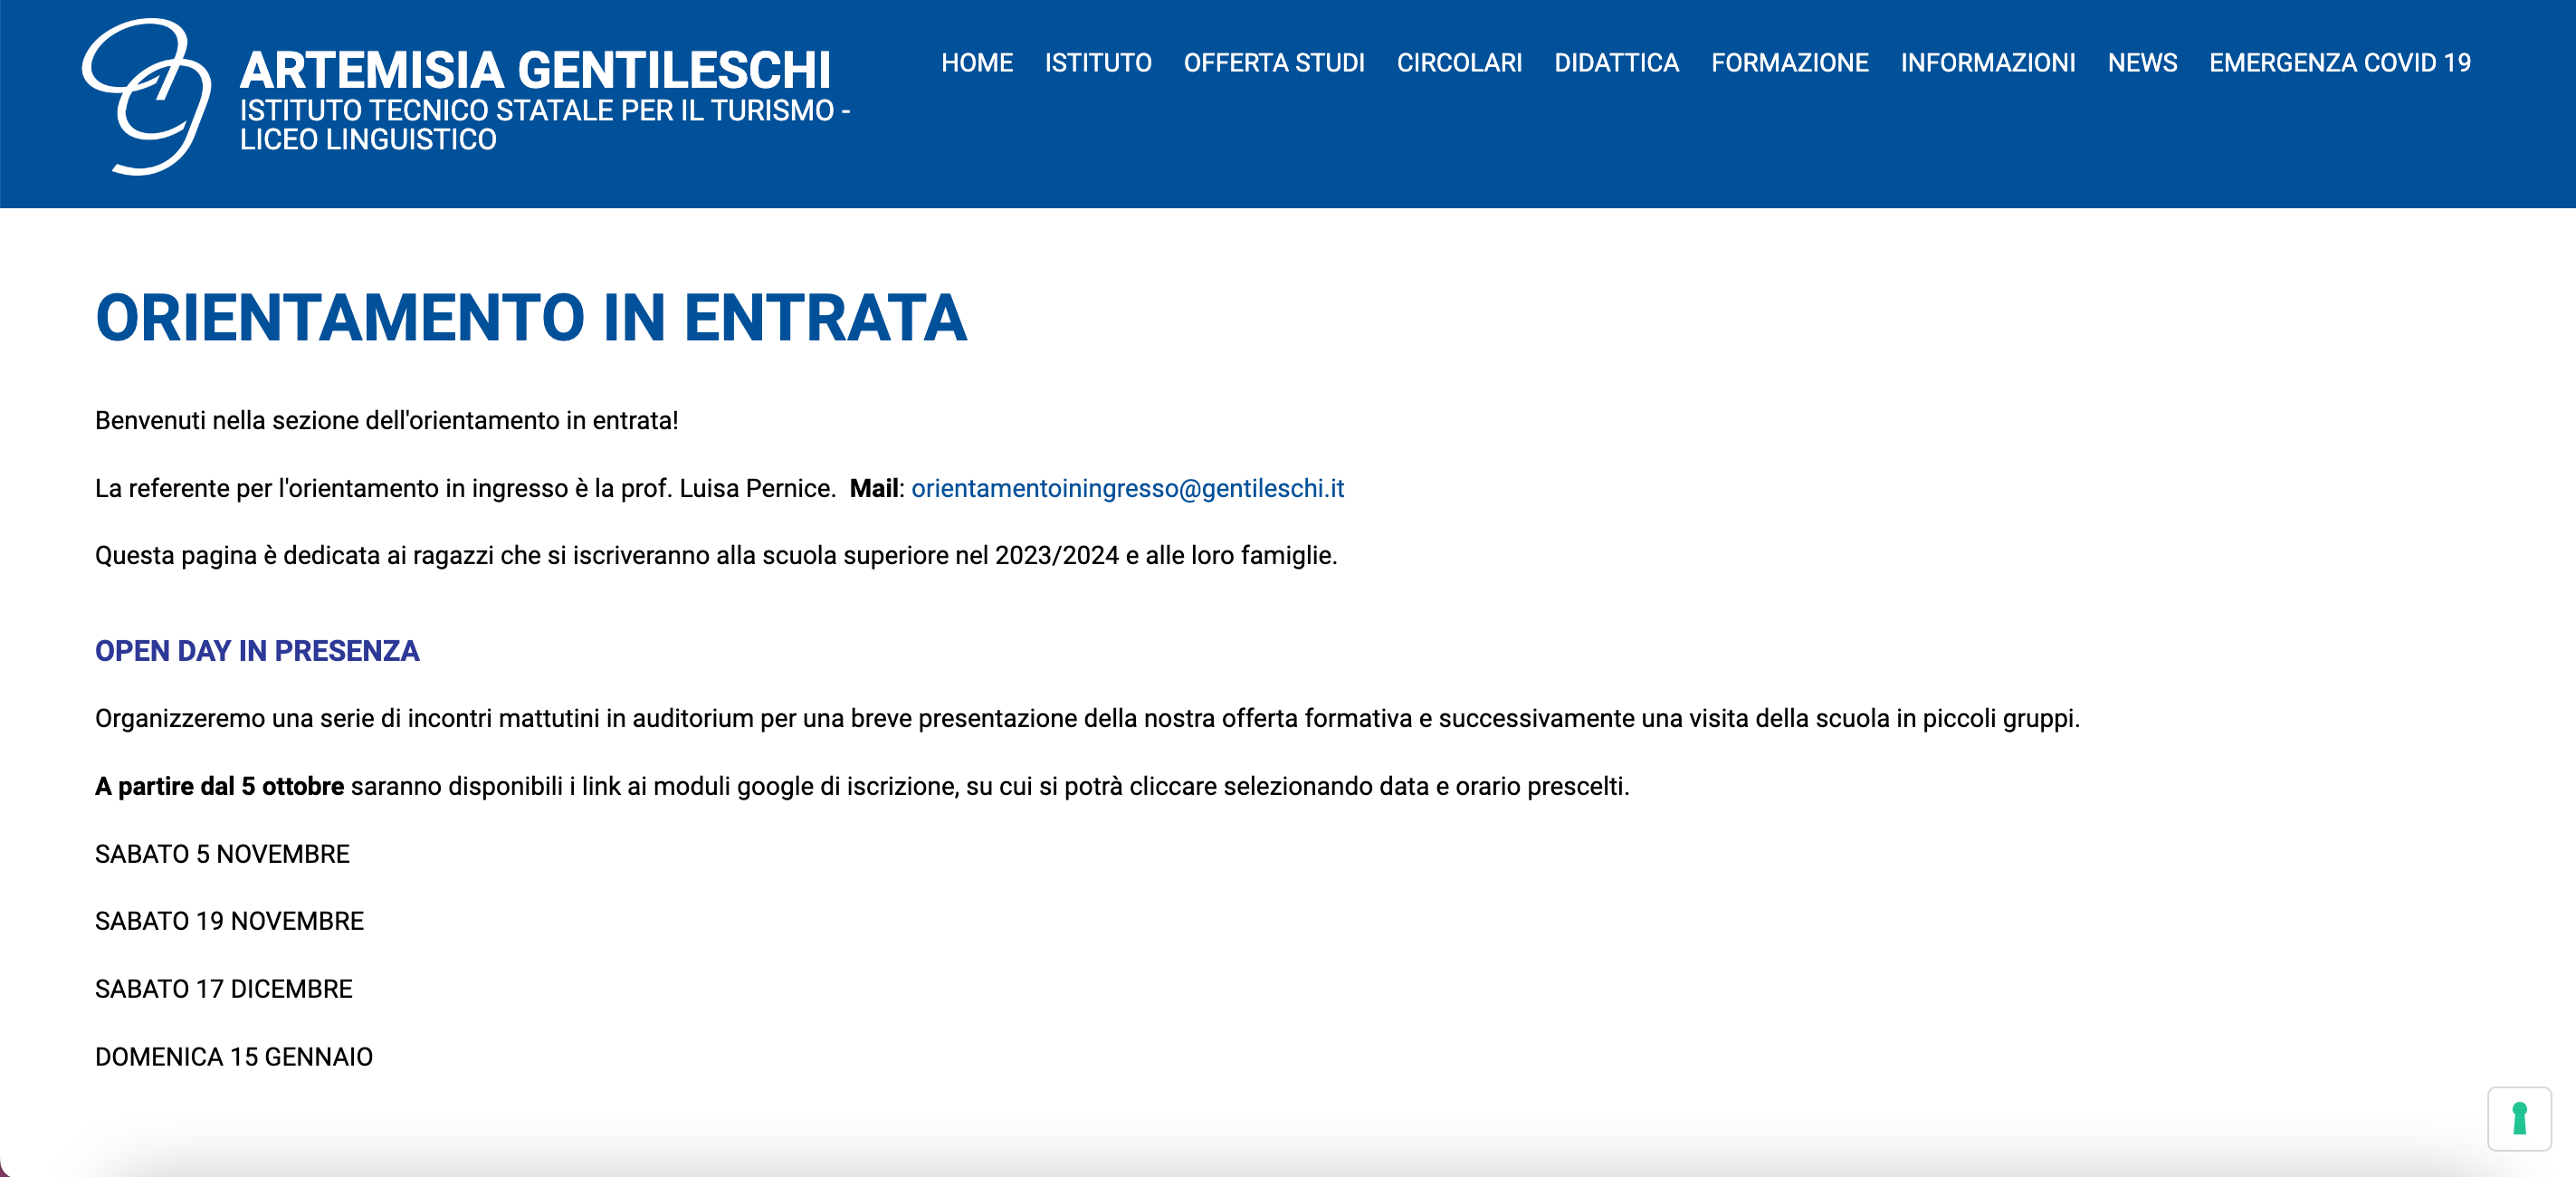 ARTEMISIA GENTILESCHI
ISTITUTO TECNICO STATALE PER IL TURISMO -
LICEO LINGUISTICO
HOME ISTITUTO OFFERTA STUDI CIRCOLARI DIDATTICA FORMAZIONE INFORMAZIONI NEWS EMERGENZA COVID 19
ORIENTAMENTO IN ENTRATA
Benvenuti nella sezione dell'orientamento in entrata!
La referente per l'orientamento in ingresso è la prof. Luisa Pernice. Mail: orientamentoiningresso@gentileschi.it
Questa pagina è dedicata ai ragazzi che si iscriveranno alla scuola superiore nel 2023/2024 e alle loro famiglie.
OPEN DAY IN PRESENZA
Organizzeremo una serie di incontri mattutini in auditorium per una breve presentazione della nostra offerta formativa e successivamente una visita della scuola in piccoli gruppi.
A partire dal 5 ottobre saranno disponibili i link ai moduli google di iscrizione, su cui si potrà cliccare selezionando data e orario prescelti.
SABATO 5 NOVEMBRE
SABATO 19 NOVEMBRE
SABATO 17 DICEMBRE
DOMENICA 15 GENNAIO